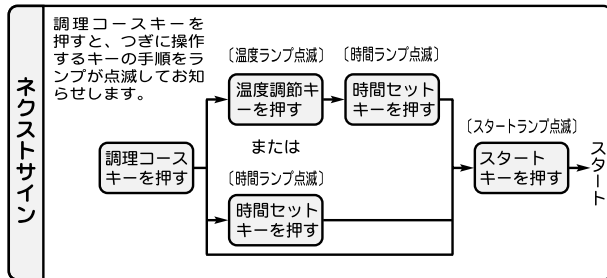 ネクストサイン
調理コースキーを
押すと、つぎに操作
するキーの手順をラ
ンプが点滅してお知
らせします。
調理コース
キーを押す
〔温度ランプ点滅〕
温度調節キ
ーを押す
〔時間ランプ点滅〕
時間セット
キーを押す
または
〔時間ランプ点滅〕
時間セット
キーを押す
〔スタートランプ点滅〕
スタート
キーを押す
スタート